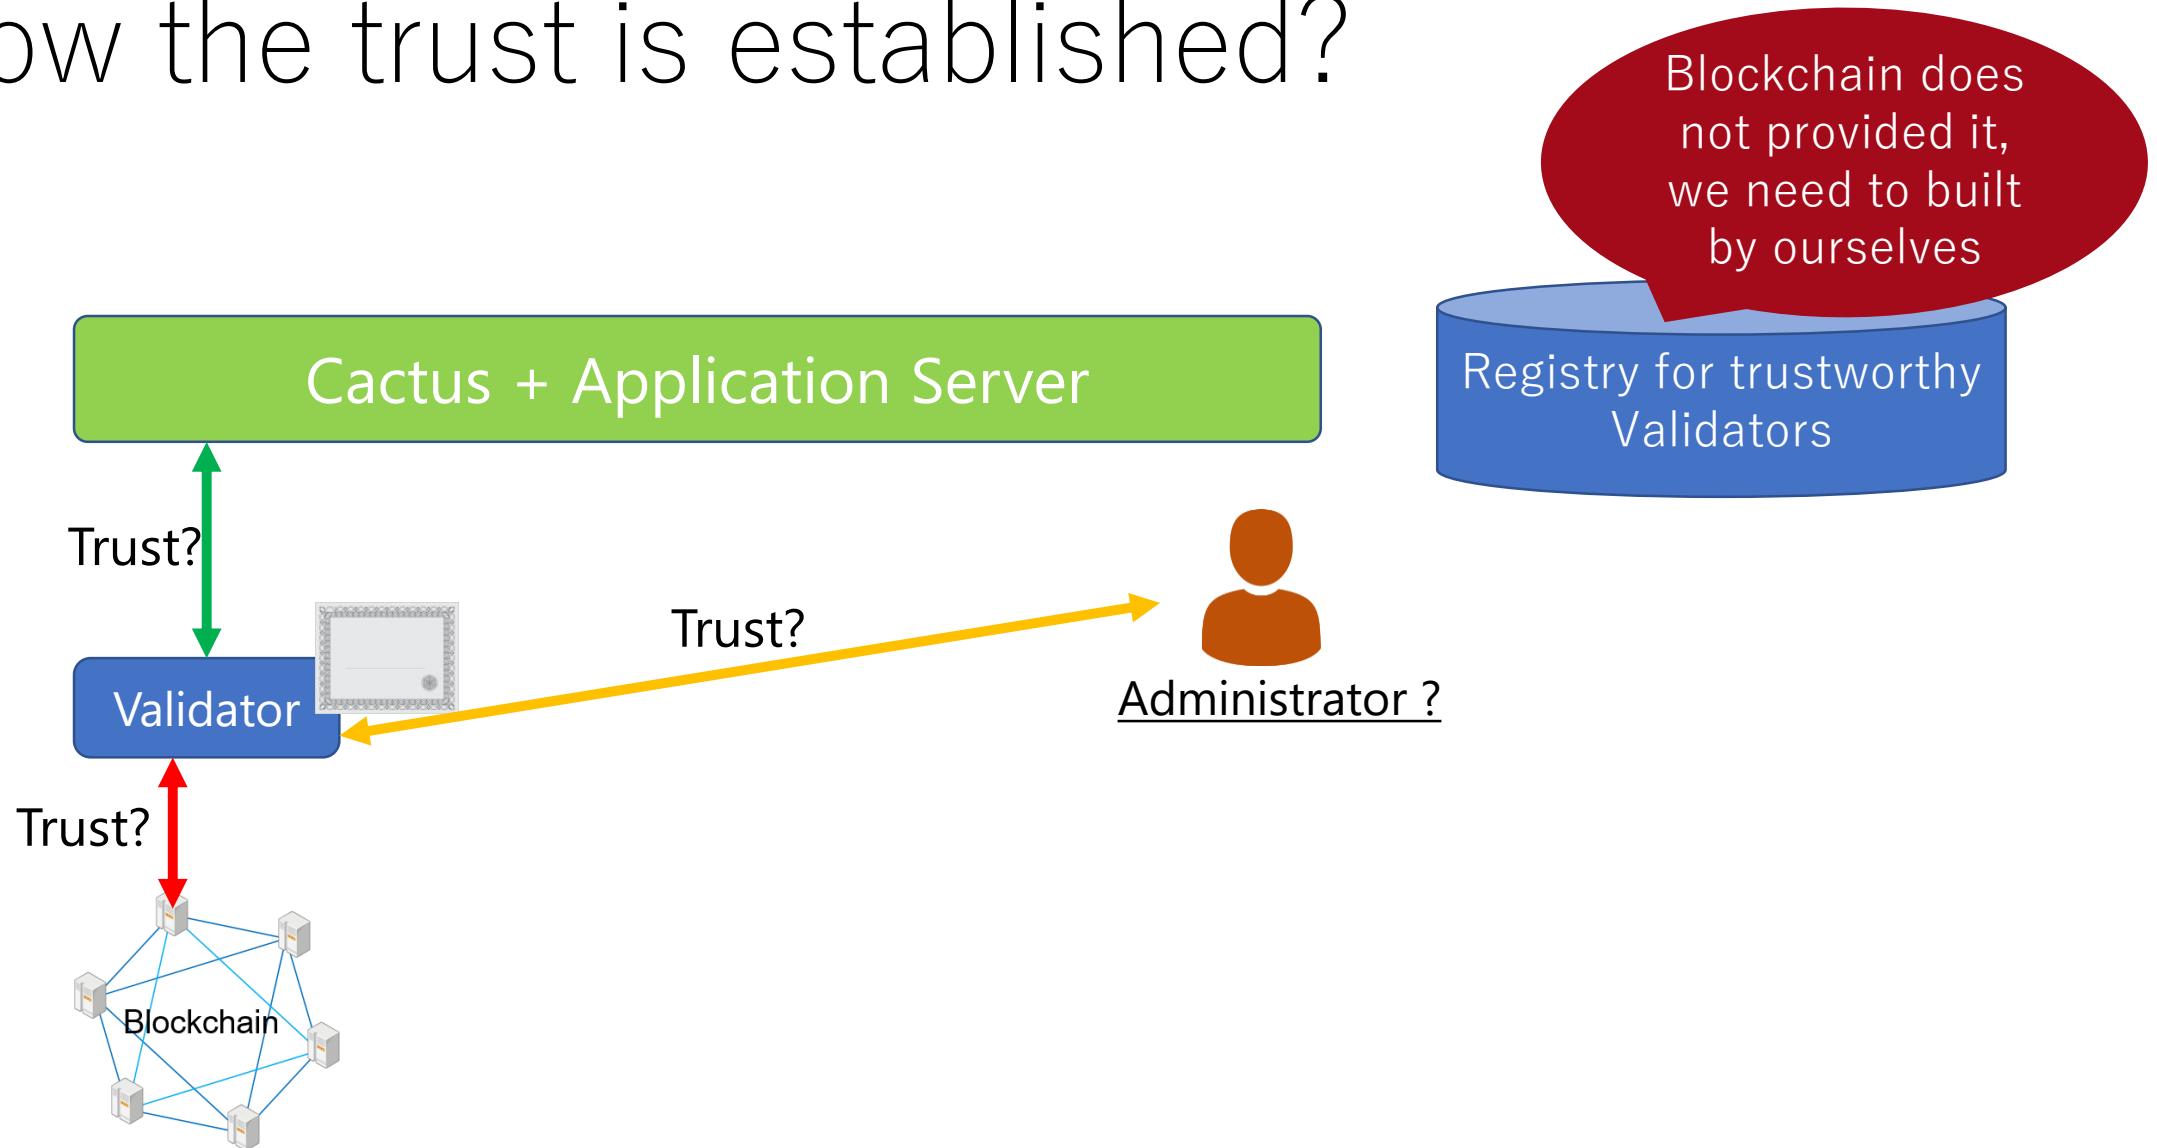 ow the trust is established?
Blockchain does
not provided it,
we need to built
by ourselves
Cactus + Application Server
Registry for trustworthy
Validators
Trust?
Trust?
Validator
Administrator ?
Trust?
Blockchain